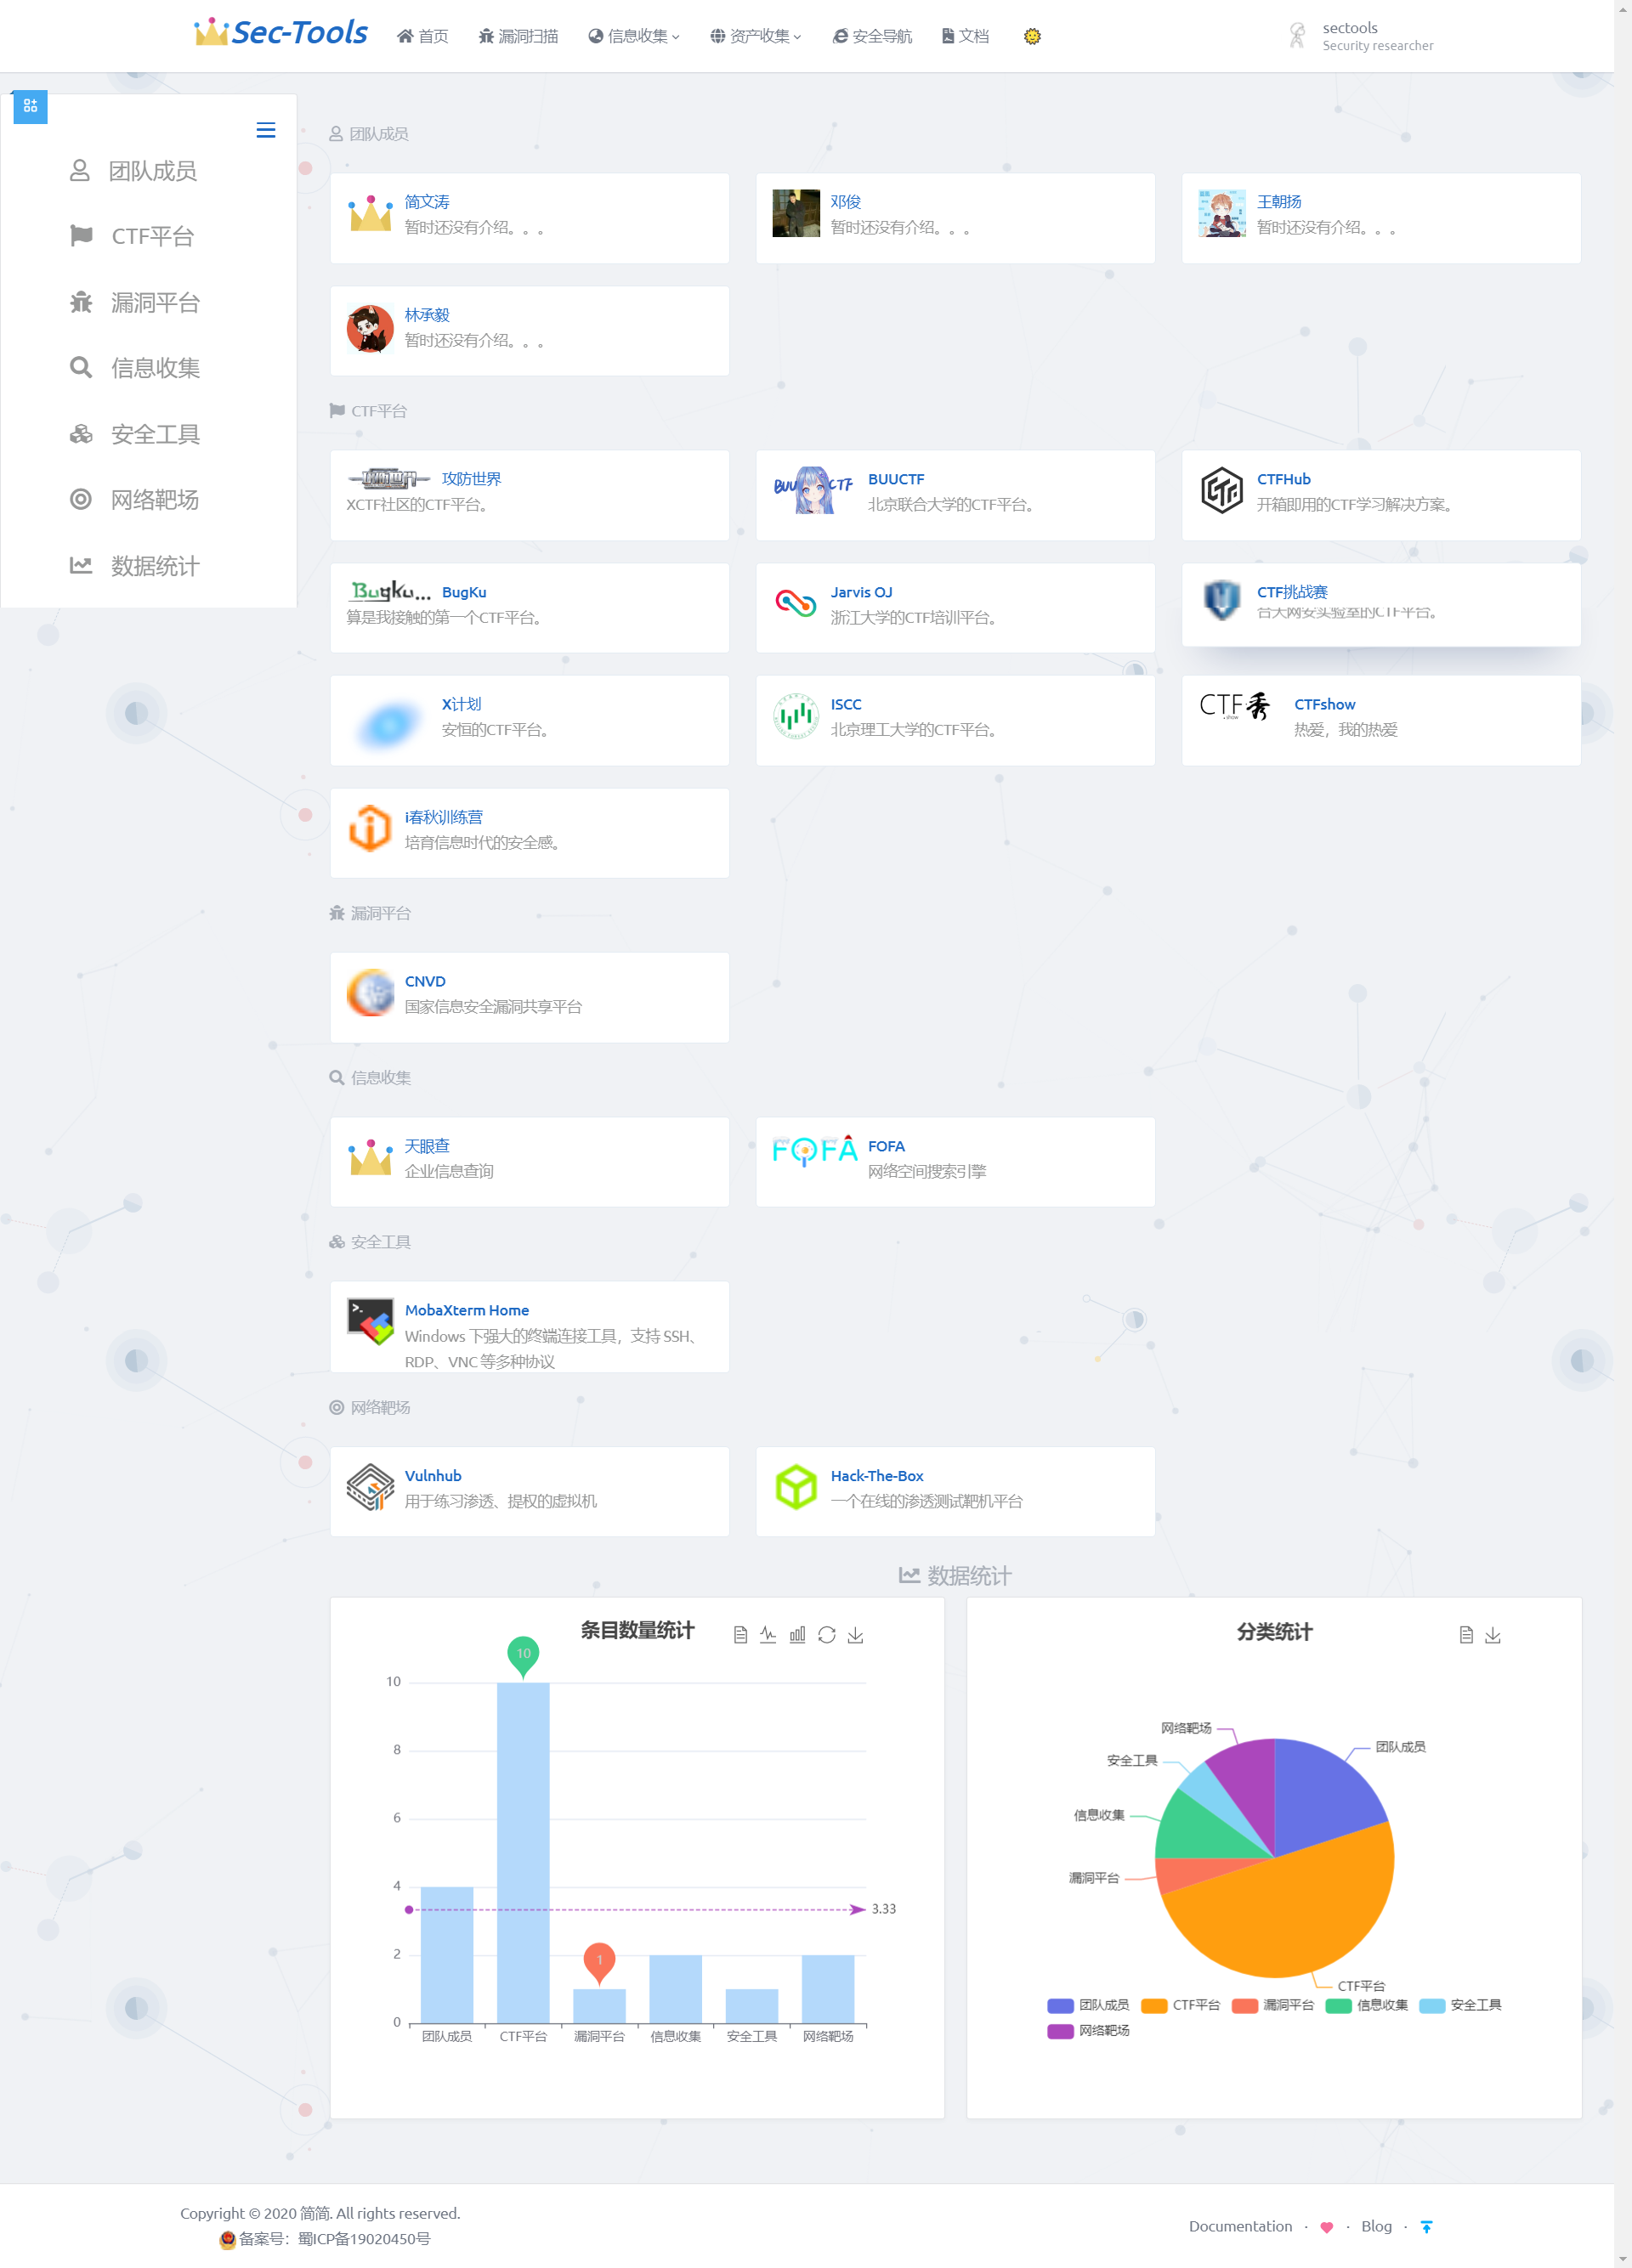 Sec-Tools
首页
漏洞扫描
信息收集
资产收集
安全导航
文档
sectools
Security researcher
团队成员
CTF平台
漏洞平台
信息收集
安全工具
网络靶场
数据统计
团队成员
简文涛
暂时还没有介绍。。。
邓俊
暂时还没有介绍。。。
王朝扬
暂时还没有介绍。。。
林承毅
暂时还没有介绍。。。
CTF平台
攻防世界
XCTF社区的CTF平台。
BUUCTF
北京联合大学的CTF平台。
CTFHub
开箱即用的CTF学习解决方案。
Bugku...
BugKu
算是我接触的第一个CTF平台。
Jarvis OJ
浙江大学的CTF培训平台。
CTF挑战赛
合天网安实验室的CTF平台。
X计划
安恒的CTF平台。
ISCC
北京理工大学的CTF平台。
CTF秀
.show
CTFshow
热爱，我的热爱
i春秋训练营
培育信息时代的安全感。
漏洞平台
CNVD
国家信息安全漏洞共享平台
信息收集
天眼查
企业信息查询
FOFA
FOFA
网络空间搜索引擎
安全工具
MobaXterm Home
Windows 下强大的终端连接工具，支持 SSH、
RDP、VNC 等多种协议
网络靶场
Vulnhub
用于练习渗透、提权的虚拟机
Hack-The-Box
一个在线的渗透测试靶机平台
数据统计
条目数量统计
10
10
8
6
4
3.33
2
1
0
团队成员 CTF平台 漏洞平台 信息收集 安全工具 网络靶场
分类统计
网络靶场
团队成员
安全工具
信息收集
漏洞平台
CTF平台
团队成员 CTF平台 漏洞平台 信息收集 安全工具
网络靶场
Copyright © 2020 简简. All rights reserved.
备案号：蜀ICP备19020450号
Documentation · · Blog ·